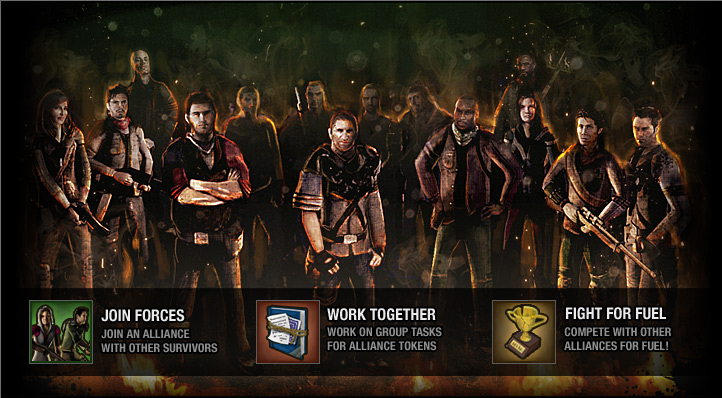 JOIN FORCES
JOIN AN ALLIANCE
WITH OTHER SURVIVORS
WORK TOGETHER
WORK ON GROUP TASKS
FOR ALLIANCE TOKENS
FIGHT FOR FUEL
COMPETE WITH OTHER
ALLIANCES FOR FUEL!